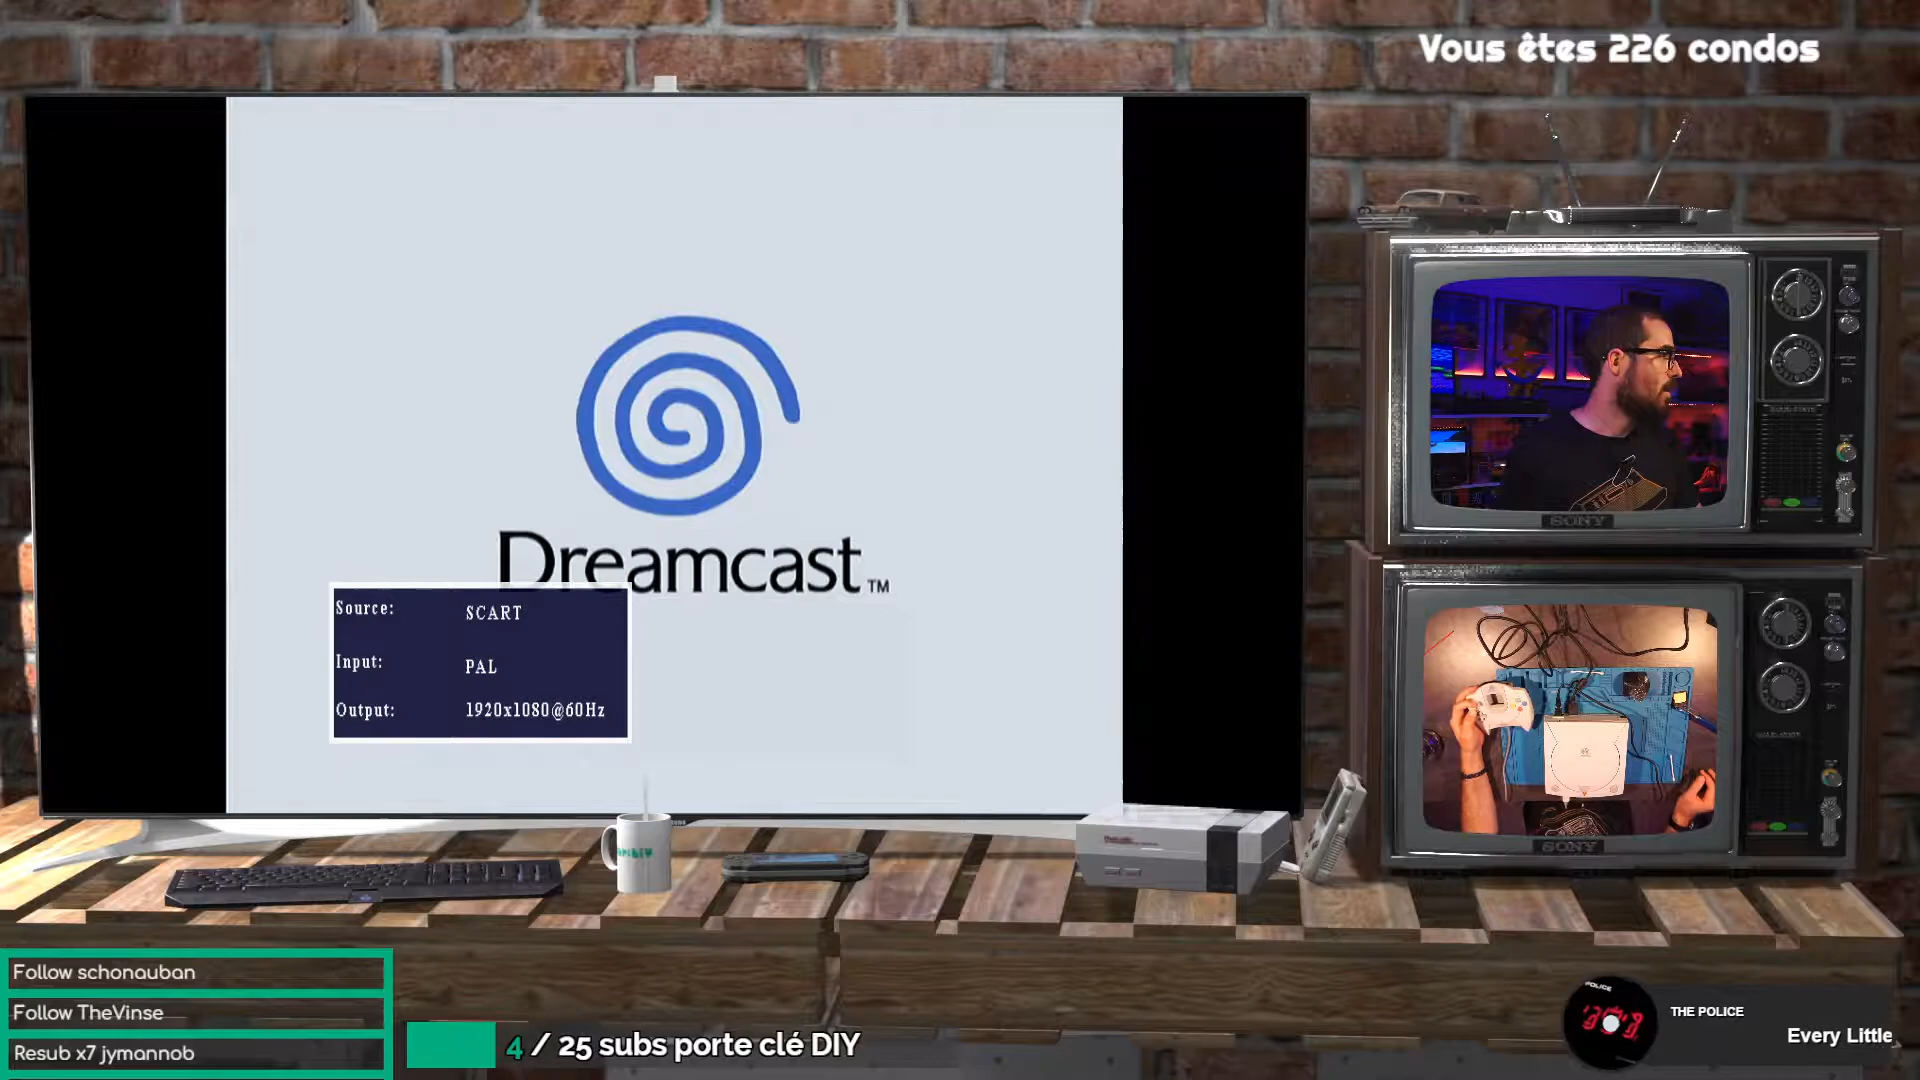 Vous êtes 226 condos
Dreamcast™
Source: SCART
Input: PAL
Output: 1920x1080@60Hz
SONY
SONY
Follow schonauban
Follow TheVinse
Resub x7 jymannob
4 / 25 subs porte clé DIY
POLICE
THE POLICE
Every Little